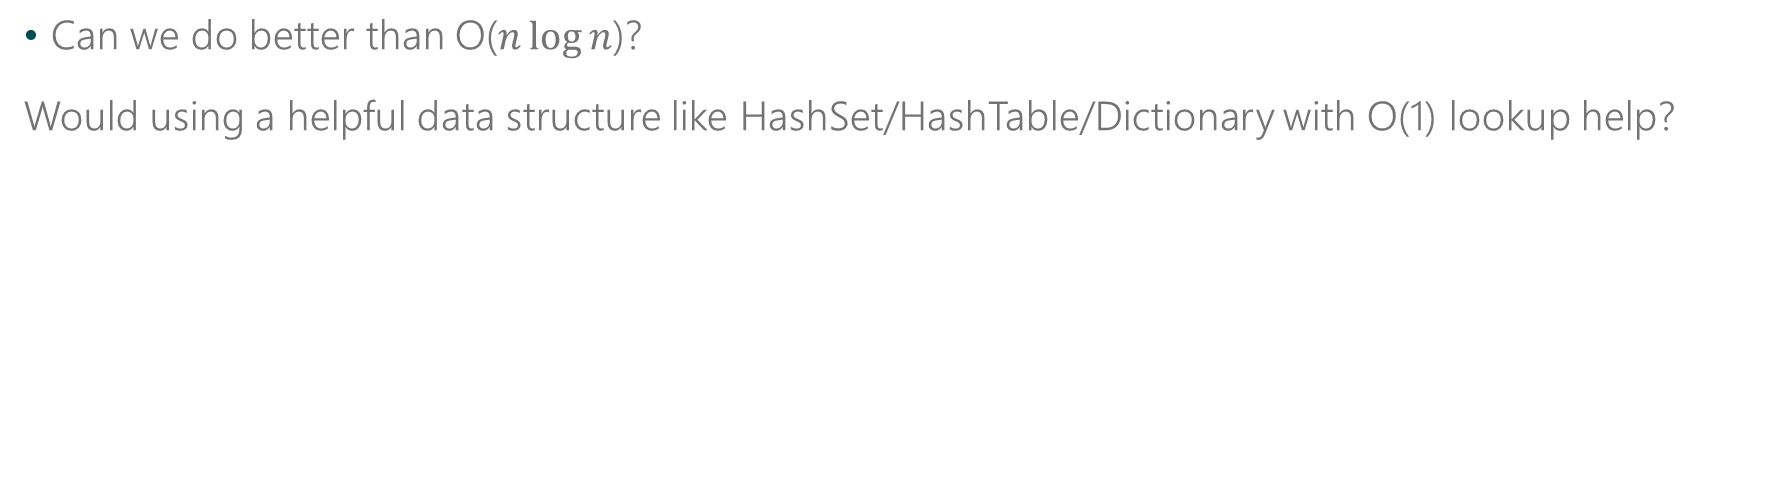 • Can we do better than O(n log n)?
Would using a helpful data structure like HashSet/HashTable/Dictionary with O(1) lookup help?